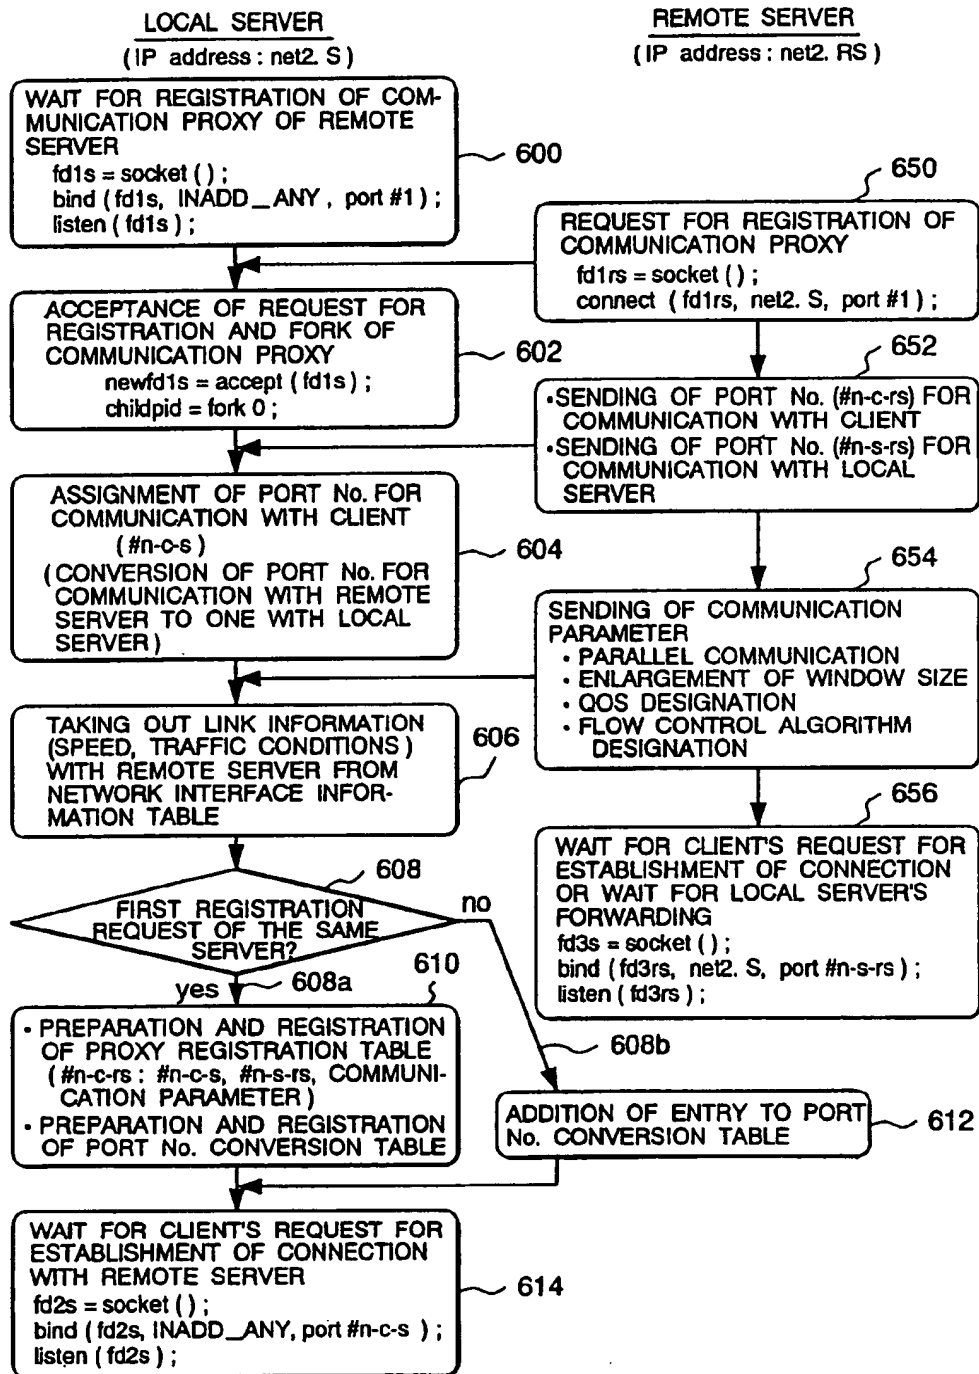 LOCAL SERVER
(IP address : net2. S)
WAIT FOR REGISTRATION OF COM-
MUNICATION PROXY OF REMOTE
SERVER
fd1s = socket ( ) ;
bind ( fd1s, INADD_ANY , port #1 ) ;
listen ( fd1s ) ;
600
ACCEPTANCE OF REQUEST FOR
REGISTRATION AND FORK OF
COMMUNICATION PROXY
newfd1s = accept ( fd1s ) ;
childpid = fork 0 ;
602
ASSIGNMENT OF PORT No. FOR
COMMUNICATION WITH CLIENT
( #n-c-s )
( CONVERSION OF PORT No. FOR
COMMUNICATION WITH REMOTE
SERVER TO ONE WITH LOCAL
SERVER )
604
TAKING OUT LINK INFORMATION
(SPEED, TRAFFIC CONDITIONS )
WITH REMOTE SERVER FROM
NETWORK INTERFACE INFOR-
MATION TABLE
606
608
FIRST REGISTRATION
REQUEST OF THE SAME
SERVER?
no
yes
608a
610
• PREPARATION AND REGISTRATION
OF PROXY REGISTRATION TABLE
( #n-c-rs : #n-c-s, #n-s-rs, COMMUNI-
CATION PARAMETER )
• PREPARATION AND REGISTRATION
OF PORT No. CONVERSION TABLE
WAIT FOR CLIENT'S REQUEST FOR
ESTABLISHMENT OF CONNECTION
WITH REMOTE SERVER
fd2s = socket ( ) ;
bind ( fd2s, INADD_ANY, port #n-c-s ) ;
listen ( fd2s ) ;
614
REMOTE SERVER
( IP address : net2. RS )
650
REQUEST FOR REGISTRATION OF
COMMUNICATION PROXY
fd1rs = socket ( ) ;
connect ( fd1rs, net2. S, port #1 ) ;
652
•SENDING OF PORT No. (#n-c-rs) FOR
COMMUNICATION WITH CLIENT
•SENDING OF PORT No. (#n-s-rs) FOR
COMMUNICATION WITH LOCAL
SERVER
654
SENDING OF COMMUNICATION
PARAMETER
• PARALLEL COMMUNICATION
• ENLARGEMENT OF WINDOW SIZE
• QOS DESIGNATION
• FLOW CONTROL ALGORITHM
DESIGNATION
656
WAIT FOR CLIENT'S REQUEST FOR
ESTABLISHMENT OF CONNECTION
OR WAIT FOR LOCAL SERVER'S
FORWARDING
fd3s = socket ( ) ;
bind ( fd3rs, net2. S, port #n-s-rs ) ;
listen ( fd3rs ) ;
608b
ADDITION OF ENTRY TO PORT
No. CONVERSION TABLE
612